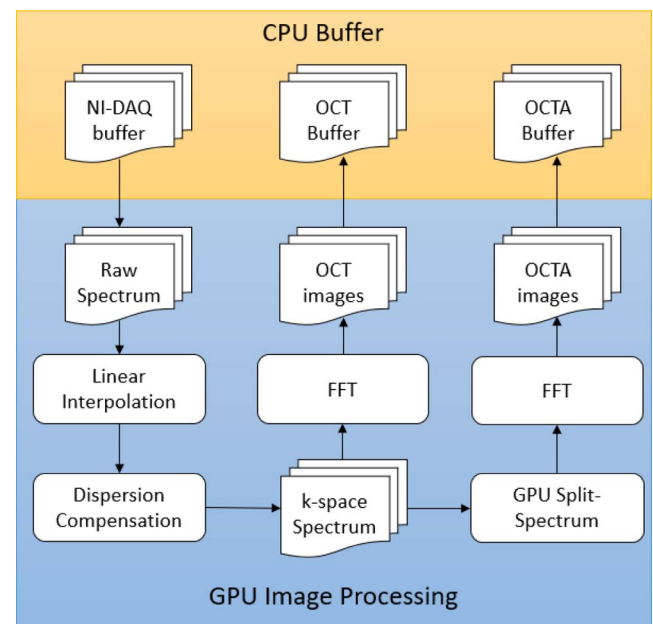 CPU Buffer
NI-DAQ
buffer
OCT
Buffer
OCTA
Buffer
Raw
Spectrum
OCT
images
OCTA
images
Linear
Interpolation
FFT
FFT
Dispersion
Compensation
k-space
Spectrum
GPU Split-
Spectrum
GPU Image Processing